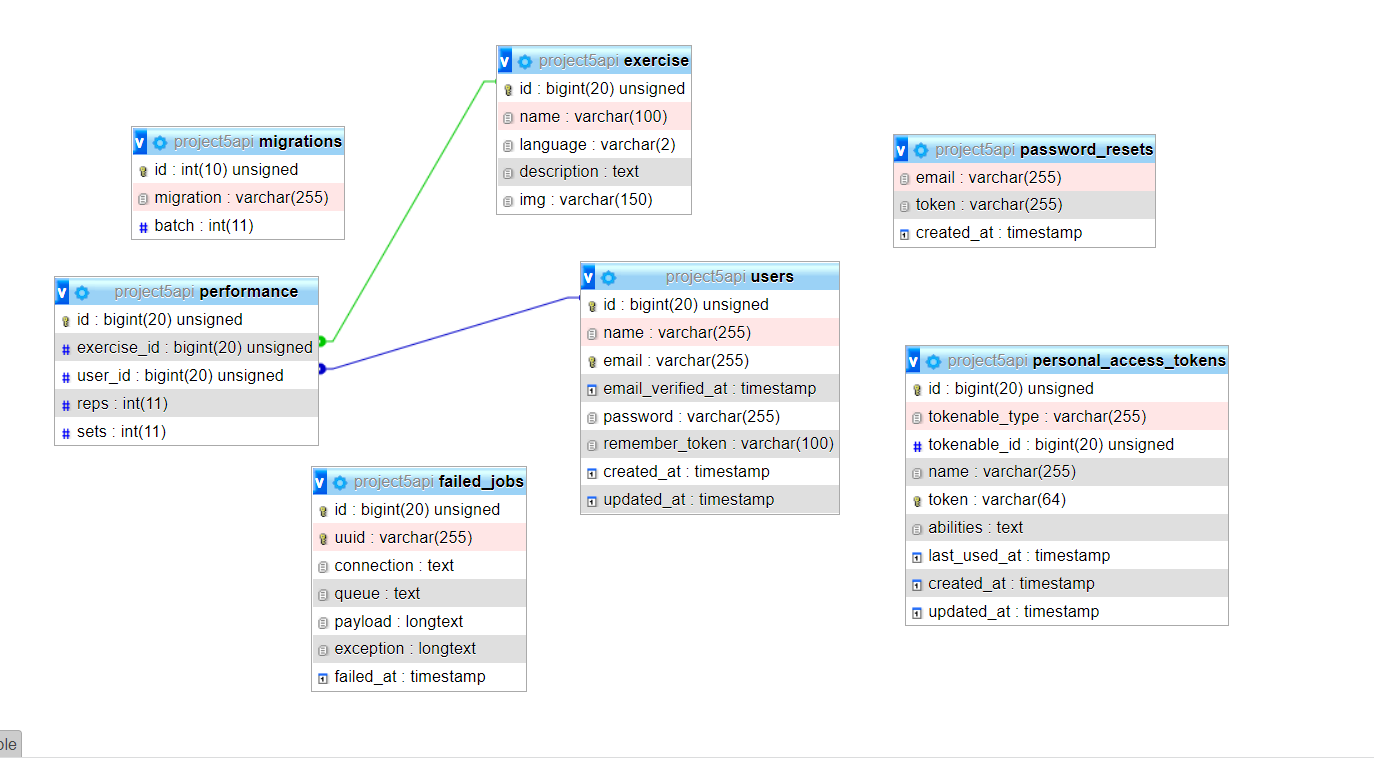 project5api exercise
id : bigint(20) unsigned
name : varchar(100)
language : varchar(2)
description : text
img : varchar(150)
project5api migrations
id : int(10) unsigned
migration : varchar(255)
batch : int(11)
project5api password_resets
email : varchar(255)
token : varchar(255)
created_at : timestamp
project5api performance
id : bigint(20) unsigned
exercise_id : bigint(20) unsigned
user_id : bigint(20) unsigned
reps : int(11)
sets : int(11)
project5api users
id : bigint(20) unsigned
name : varchar(255)
email : varchar(255)
email_verified_at : timestamp
password : varchar(255)
remember_token : varchar(100)
created_at : timestamp
updated_at : timestamp
project5api personal_access_tokens
id : bigint(20) unsigned
tokenable_type : varchar(255)
tokenable_id : bigint(20) unsigned
name : varchar(255)
token : varchar(64)
abilities : text
last_used_at : timestamp
created_at : timestamp
updated_at : timestamp
project5api failed_jobs
id : bigint(20) unsigned
uuid : varchar(255)
connection : text
queue : text
payload : longtext
exception : longtext
failed_at : timestamp